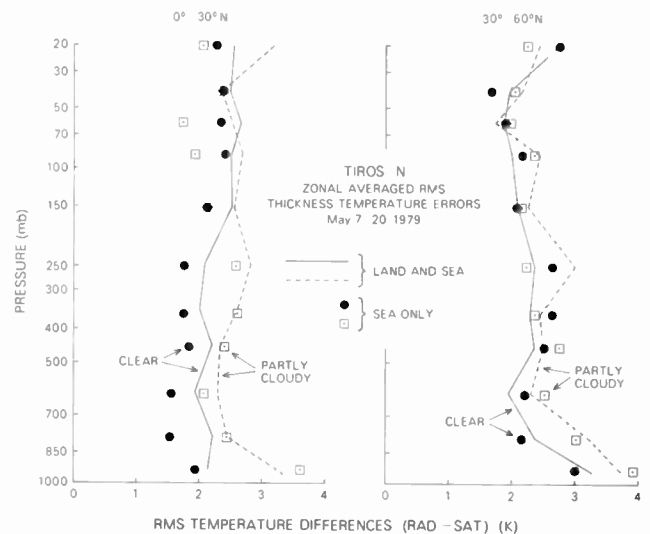 0° 30°N
30° 60°N
20
30
50
70
100
150
250
300
400
500
700
850
1000
PRESSURE (mb)
TIROS N
ZONAL AVERAGED RMS
THICKNESS TEMPERATURE ERRORS
May 7 20 1979
LAND AND SEA
SEA ONLY
CLEAR
PARTLY
CLOUDY
PARTLY
CLOUDY
CLEAR
0 1 2 3 4
0 1 2 3 4
RMS TEMPERATURE DIFFERENCES (RAD - SAT) (K)